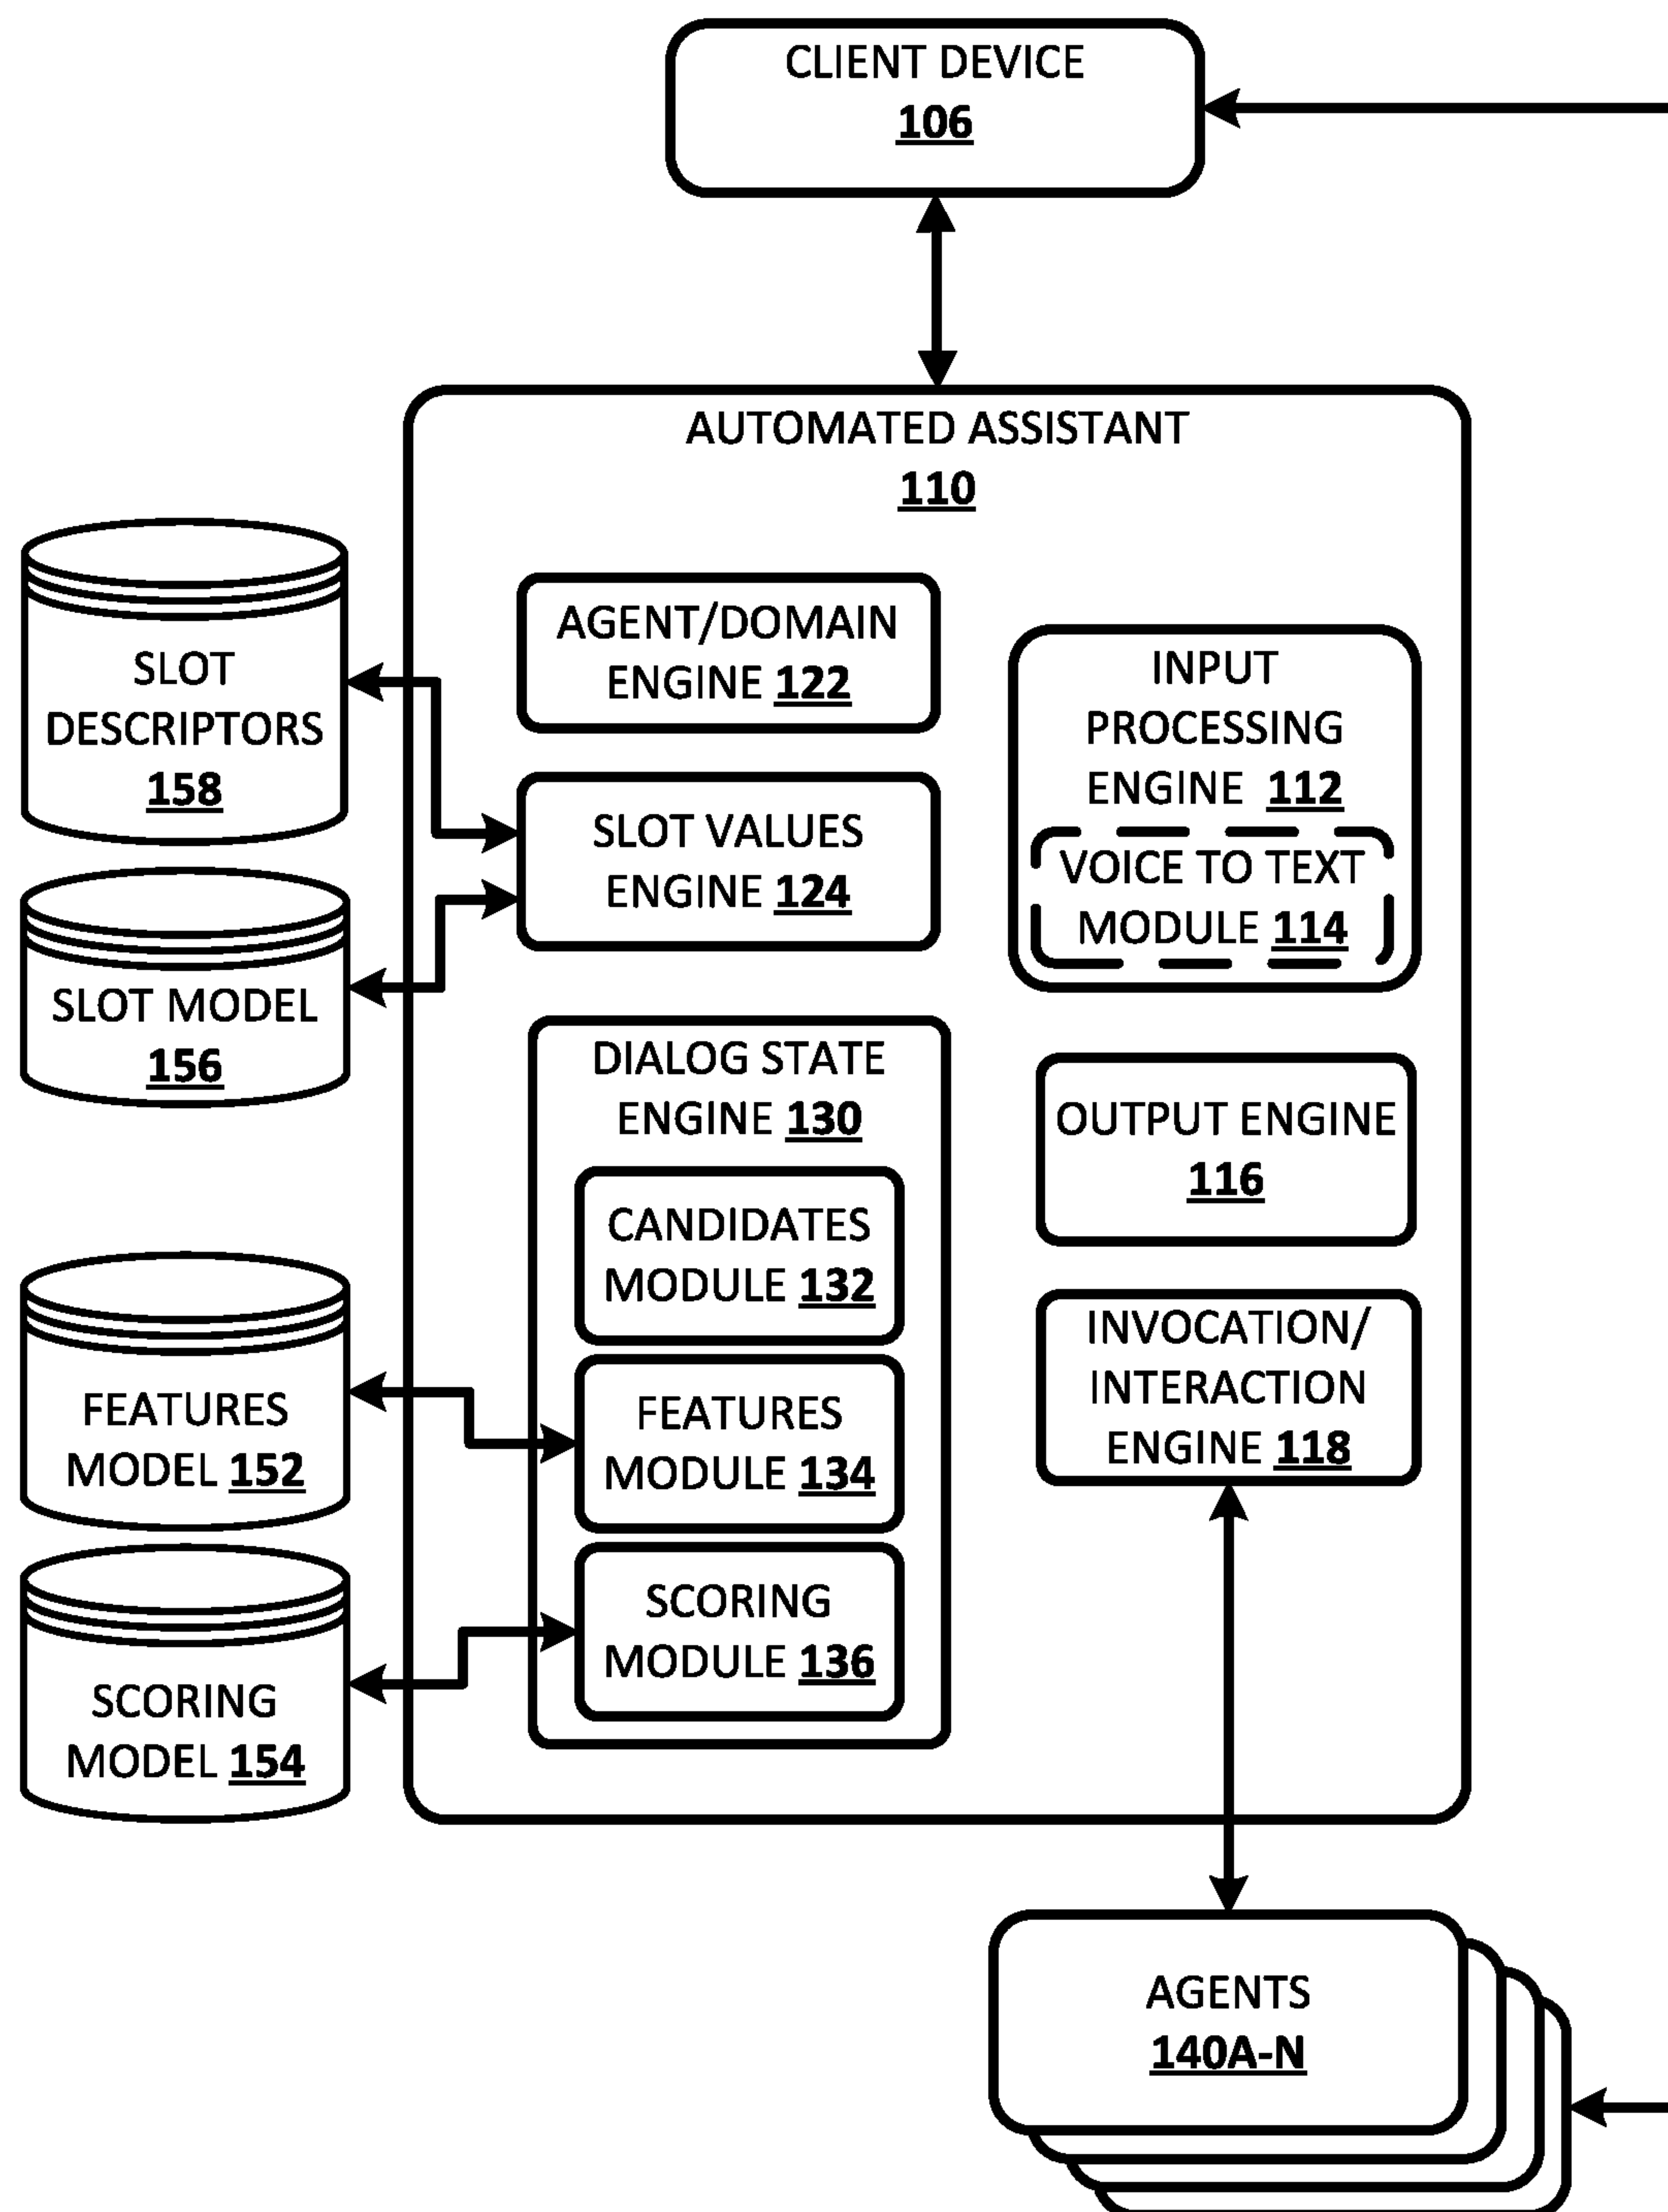 CLIENT DEVICE
106
AUTOMATED ASSISTANT
110
SLOT
DESCRIPTORS
158
SLOT MODEL
156
FEATURES
MODEL 152
SCORING
MODEL 154
AGENT/DOMAIN
ENGINE 122
SLOT VALUES
ENGINE 124
DIALOG STATE
ENGINE 130
CANDIDATES
MODULE 132
FEATURES
MODULE 134
SCORING
MODULE 136
INPUT
PROCESSING
ENGINE 112
VOICE TO TEXT
MODULE 114
OUTPUT ENGINE
116
INVOCATION/
INTERACTION
ENGINE 118
AGENTS
140A-N